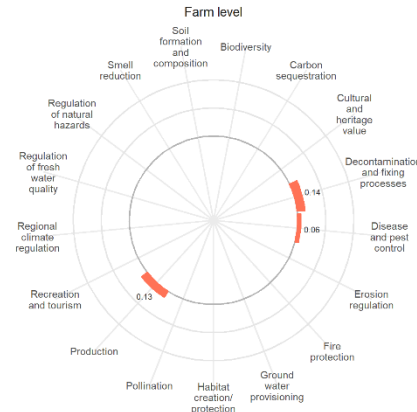 Farm level
Biodiversity
Carbon
sequestration
Cultural
and
heritage
value
Decontamination
and fixing
processes
0.14
Disease
and pest
control
0.06
Erosion
regulation
Fire
protection
Ground
water
provisioning
Habitat
creation/
protection
Pollination
Production
0.13
Recreation
and tourism
Regional
climate
regulation
Regulation
of fresh
water
quality
Regulation
of natural
hazards
Smell
reduction
Soil
formation
and
composition